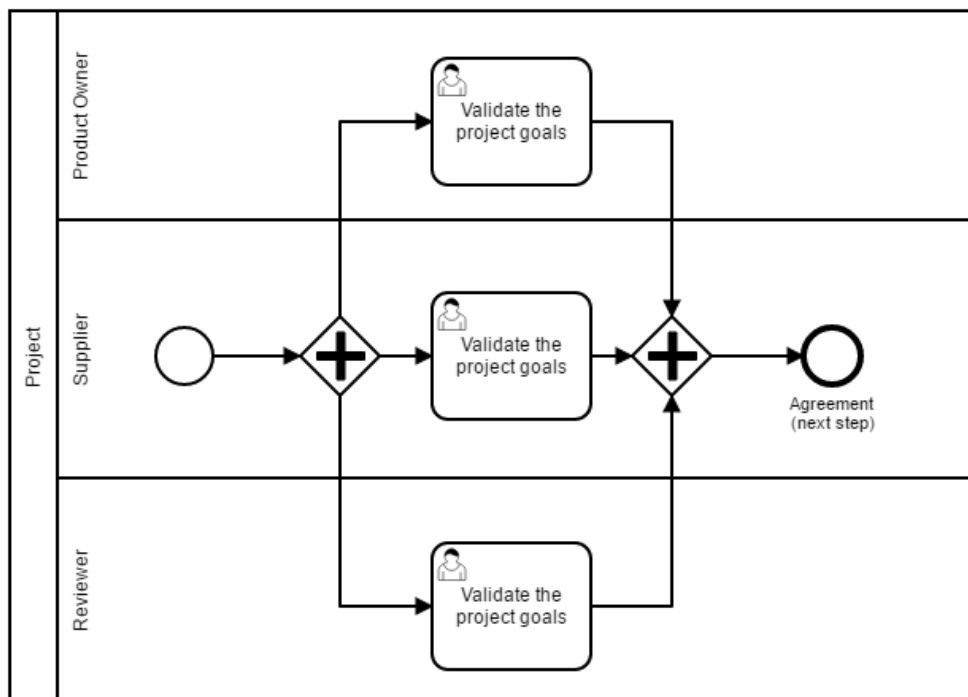 Project
Product Owner
Validate the
project goals
Supplier
Validate the
project goals
Agreement
(next step)
Reviewer
Validate the
project goals